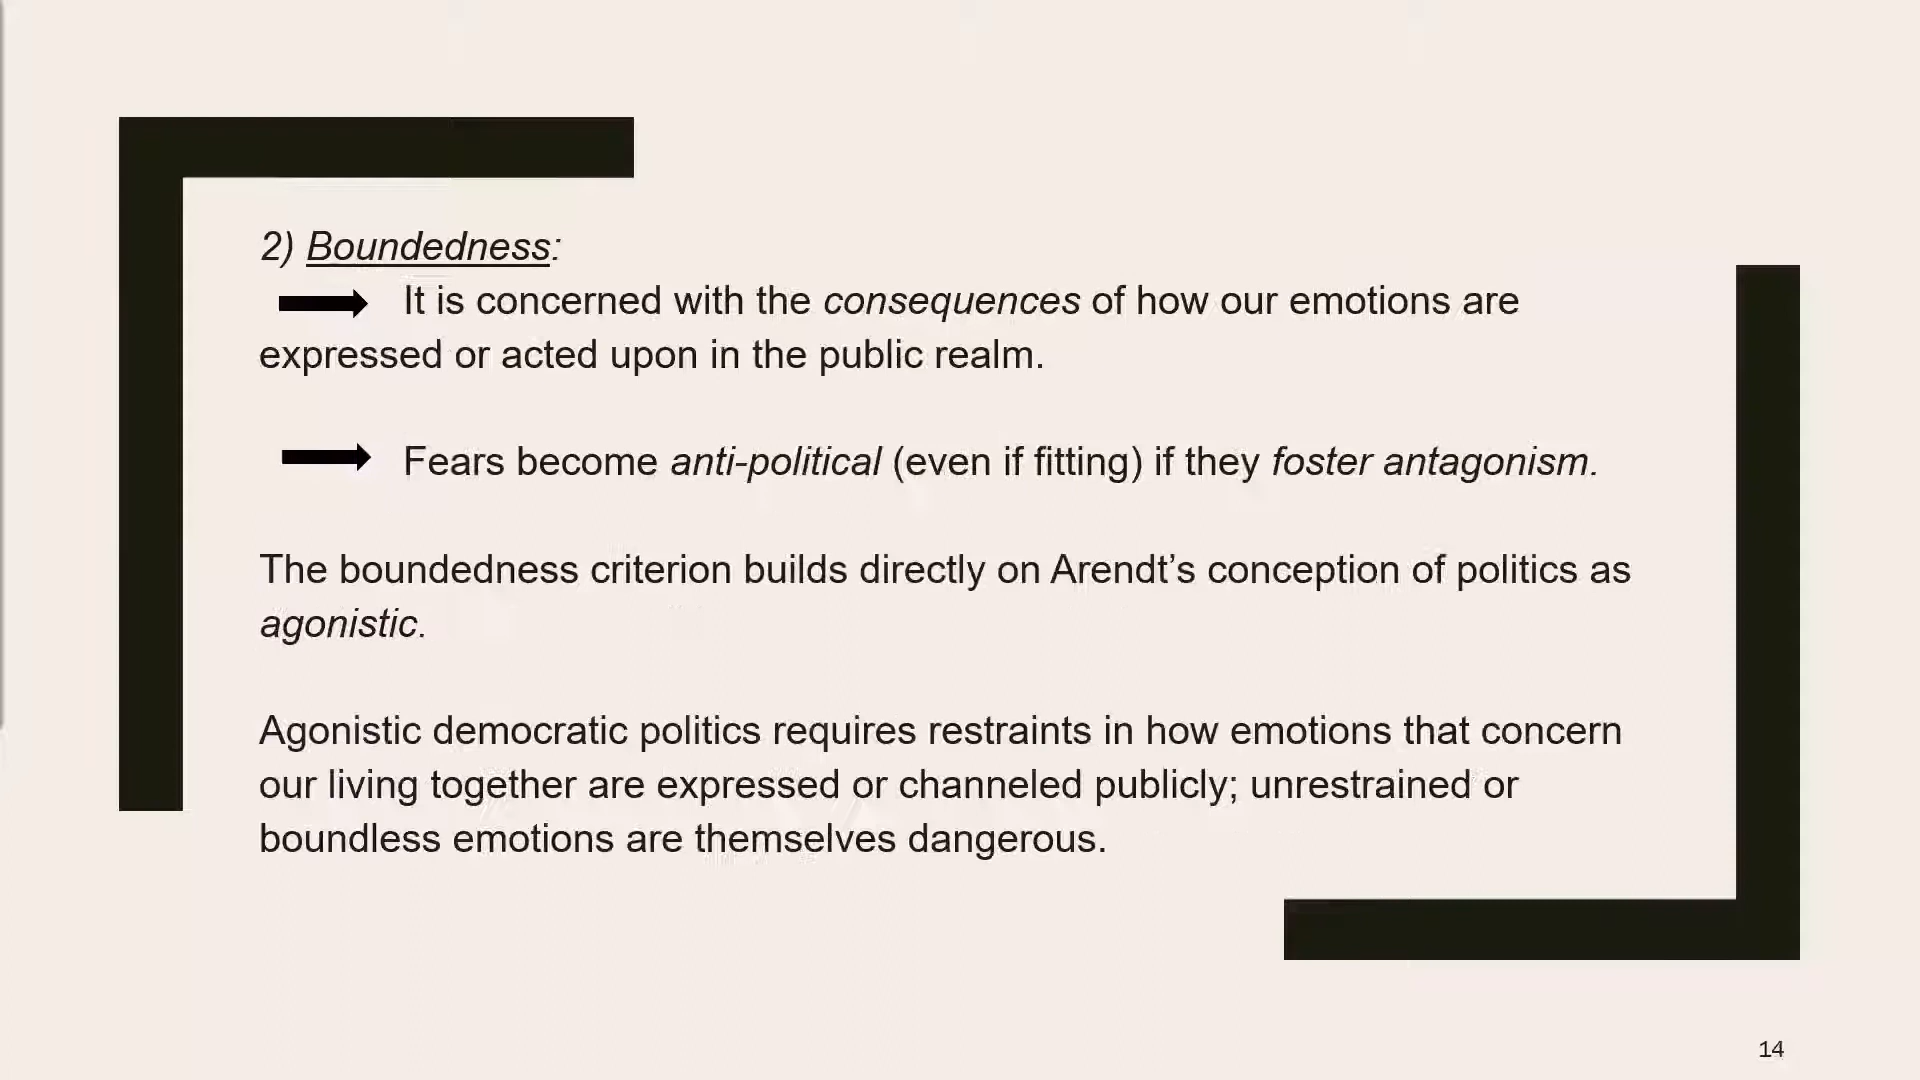 2) Boundedness:
It is concerned with the consequences of how our emotions are
expressed or acted upon in the public realm.
Fears become anti-political (even if fitting) if they foster antagonism.
The boundedness criterion builds directly on Arendt’s conception of politics as
agonistic.
Agonistic democratic politics requires restraints in how emotions that concern
our living together are expressed or channeled publicly; unrestrained or
boundless emotions are themselves dangerous.
14